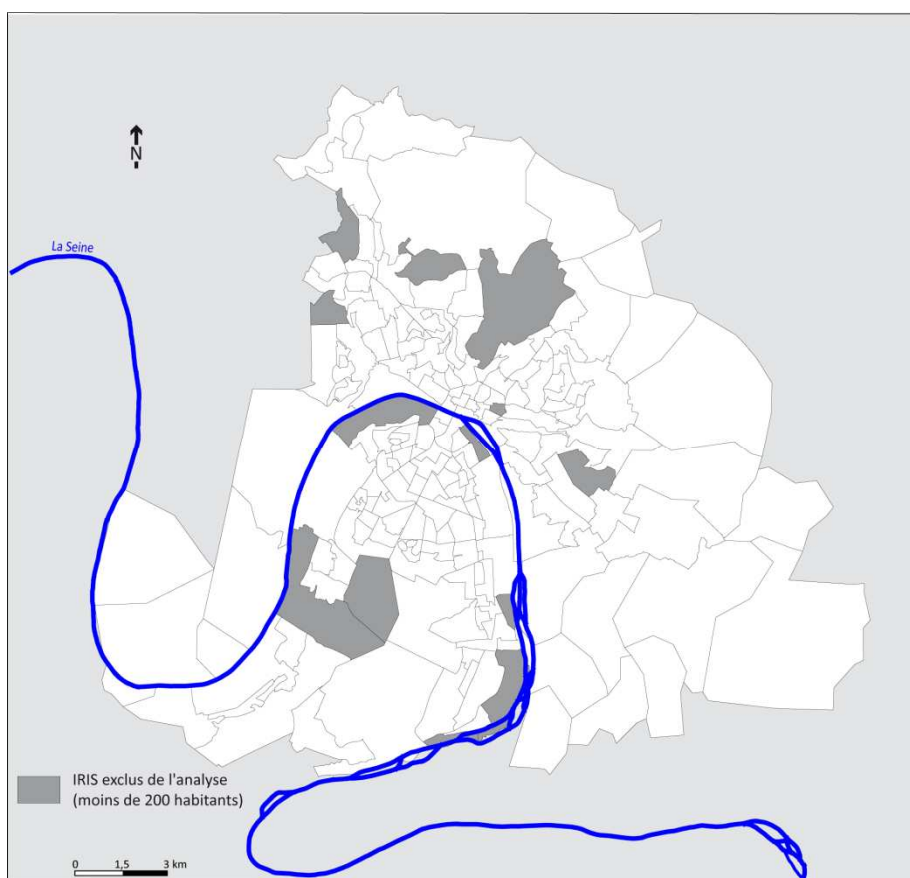 N
La Seine
IRIS exclus de l'analyse
(moins de 200 habitants)
0 1,5 3 km